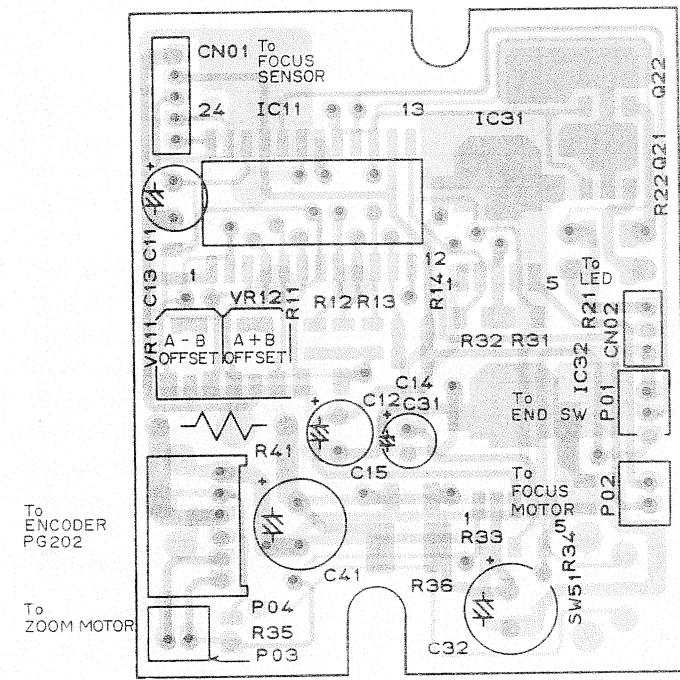 CN01 To
FOCUS
SENSOR
24 IC11 13
IC31
Q22
Q21
R22
C11
C13
1
VR12
R11
R12 R13
12
R14
1
5
To
LED
R21
CN02
VR11
A-B
OFFSET
A+B
OFFSET
R32 R31
IC32
C14
C12 C31
To
END SW
P01
R41
C15
To
FOCUS
MOTOR
P02
To
ENCODER
PG202
1
R33
5
R34
C41
R36
SW51
To
ZOOM MOTOR
P04
R35
P03
C32